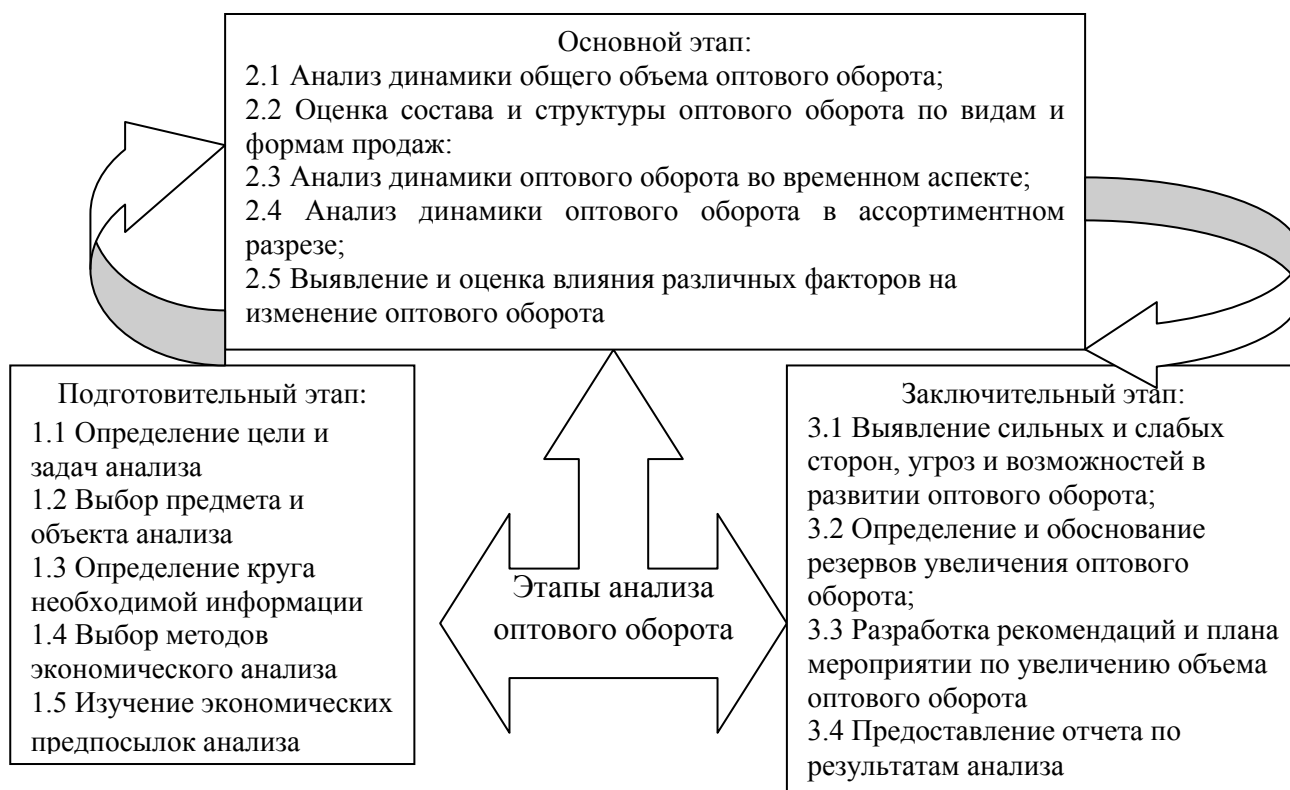 Основной этап:
2.1 Анализ динамики общего объема оптового оборота;
2.2 Оценка состава и структуры оптового оборота по видам и
формам продаж:
2.3 Анализ динамики оптового оборота во временном аспекте;
2.4 Анализ динамики оптового оборота в ассортиментном
разрезе;
2.5 Выявление и оценка влияния различных факторов на
изменение оптового оборота
Подготовительный этап:
1.1 Определение цели и
задач анализа
1.2 Выбор предмета и
объекта анализа
1.3 Определение круга
необходимой информации
1.4 Выбор методов
экономического анализа
1.5 Изучение экономических
предпосылок анализа
Этапы анализа
оптового оборота
Заключительный этап:
3.1 Выявление сильных и слабых
сторон, угроз и возможностей в
развитии оптового оборота;
3.2 Определение и обоснование
резервов увеличения оптового
оборота;
3.3 Разработка рекомендаций и плана
мероприятии по увеличению объема
оптового оборота
3.4 Предоставление отчета по
результатам анализа